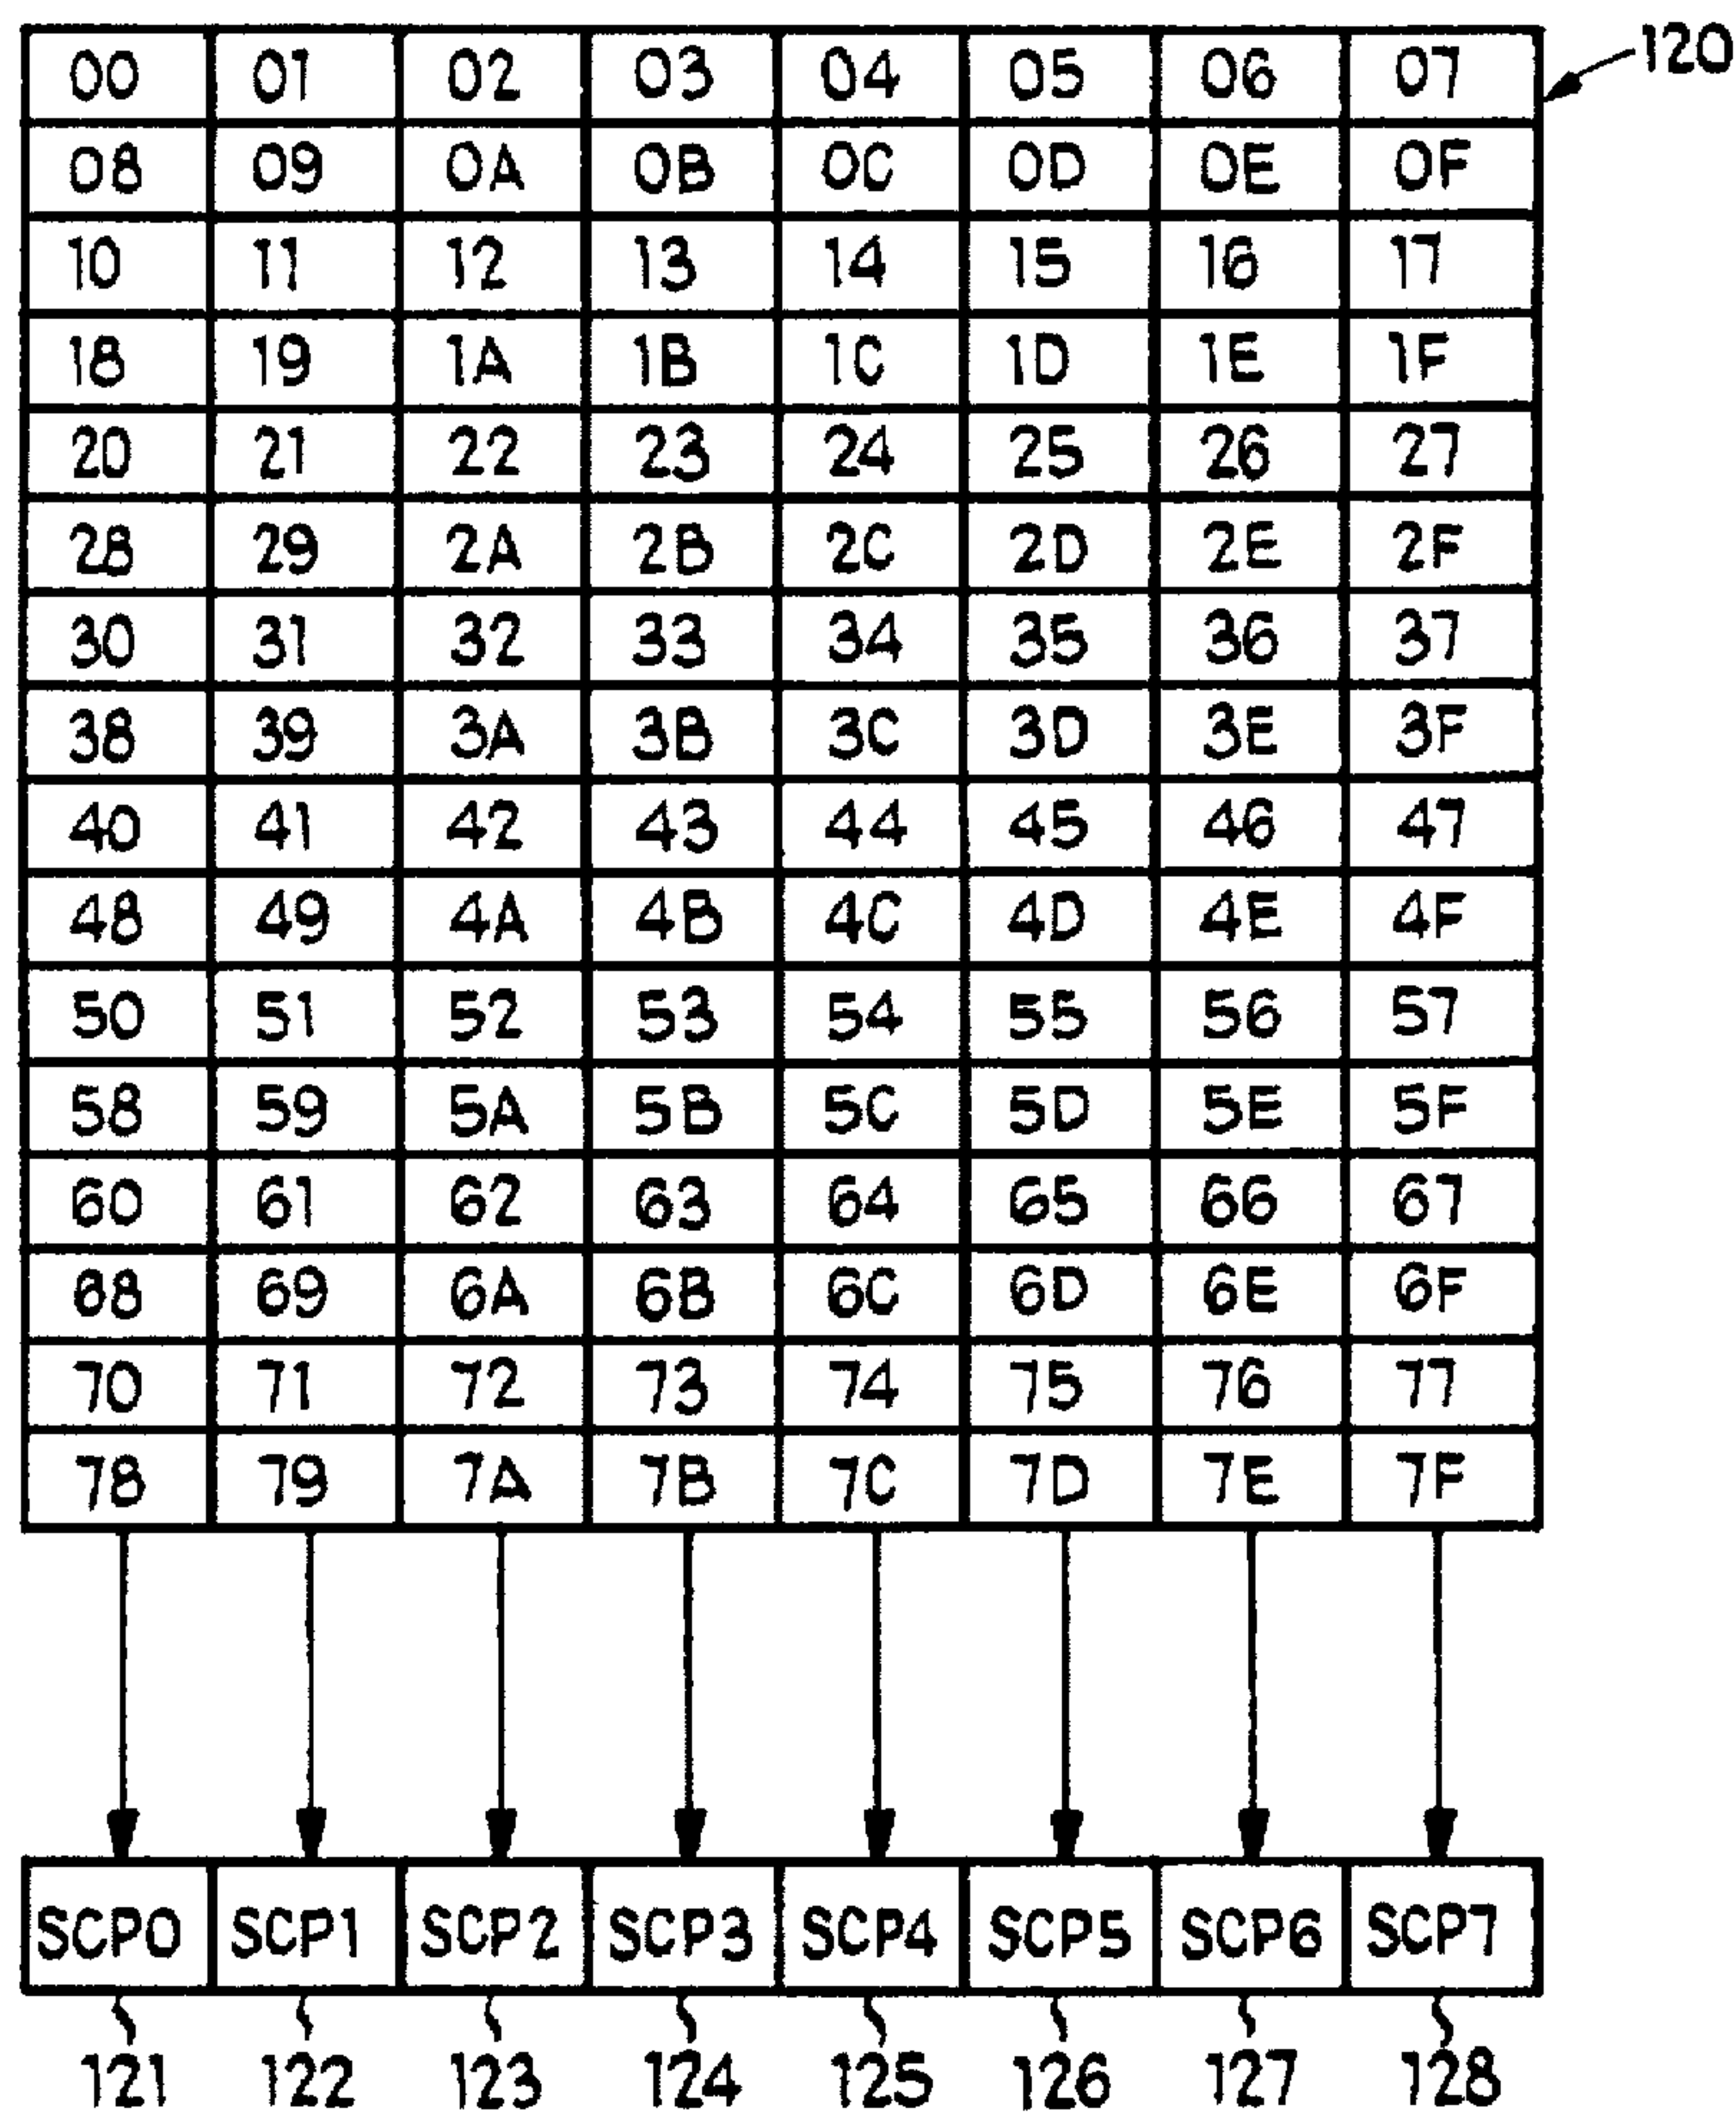 00 01 02 03 04 05 06 07 120
08 09 0A 0B 0C 0D 0E 0F
10 11 12 13 14 15 16 17
18 19 1A 1B 1C 1D 1E 1F
20 21 22 23 24 25 26 27
28 29 2A 2B 2C 2D 2E 2F
30 31 32 33 34 35 36 37
38 39 3A 3B 3C 3D 3E 3F
40 41 42 43 44 45 46 47
48 49 4A 4B 4C 4D 4E 4F
50 51 52 53 54 55 56 57
58 59 5A 5B 5C 5D 5E 5F
60 61 62 63 64 65 66 67
68 69 6A 6B 6C 6D 6E 6F
70 71 72 73 74 75 76 77
78 79 7A 7B 7C 7D 7E 7F
SCP0 SCP1 SCP2 SCP3 SCP4 SCP5 SCP6 SCP7
121 122 123 124 125 126 127 128